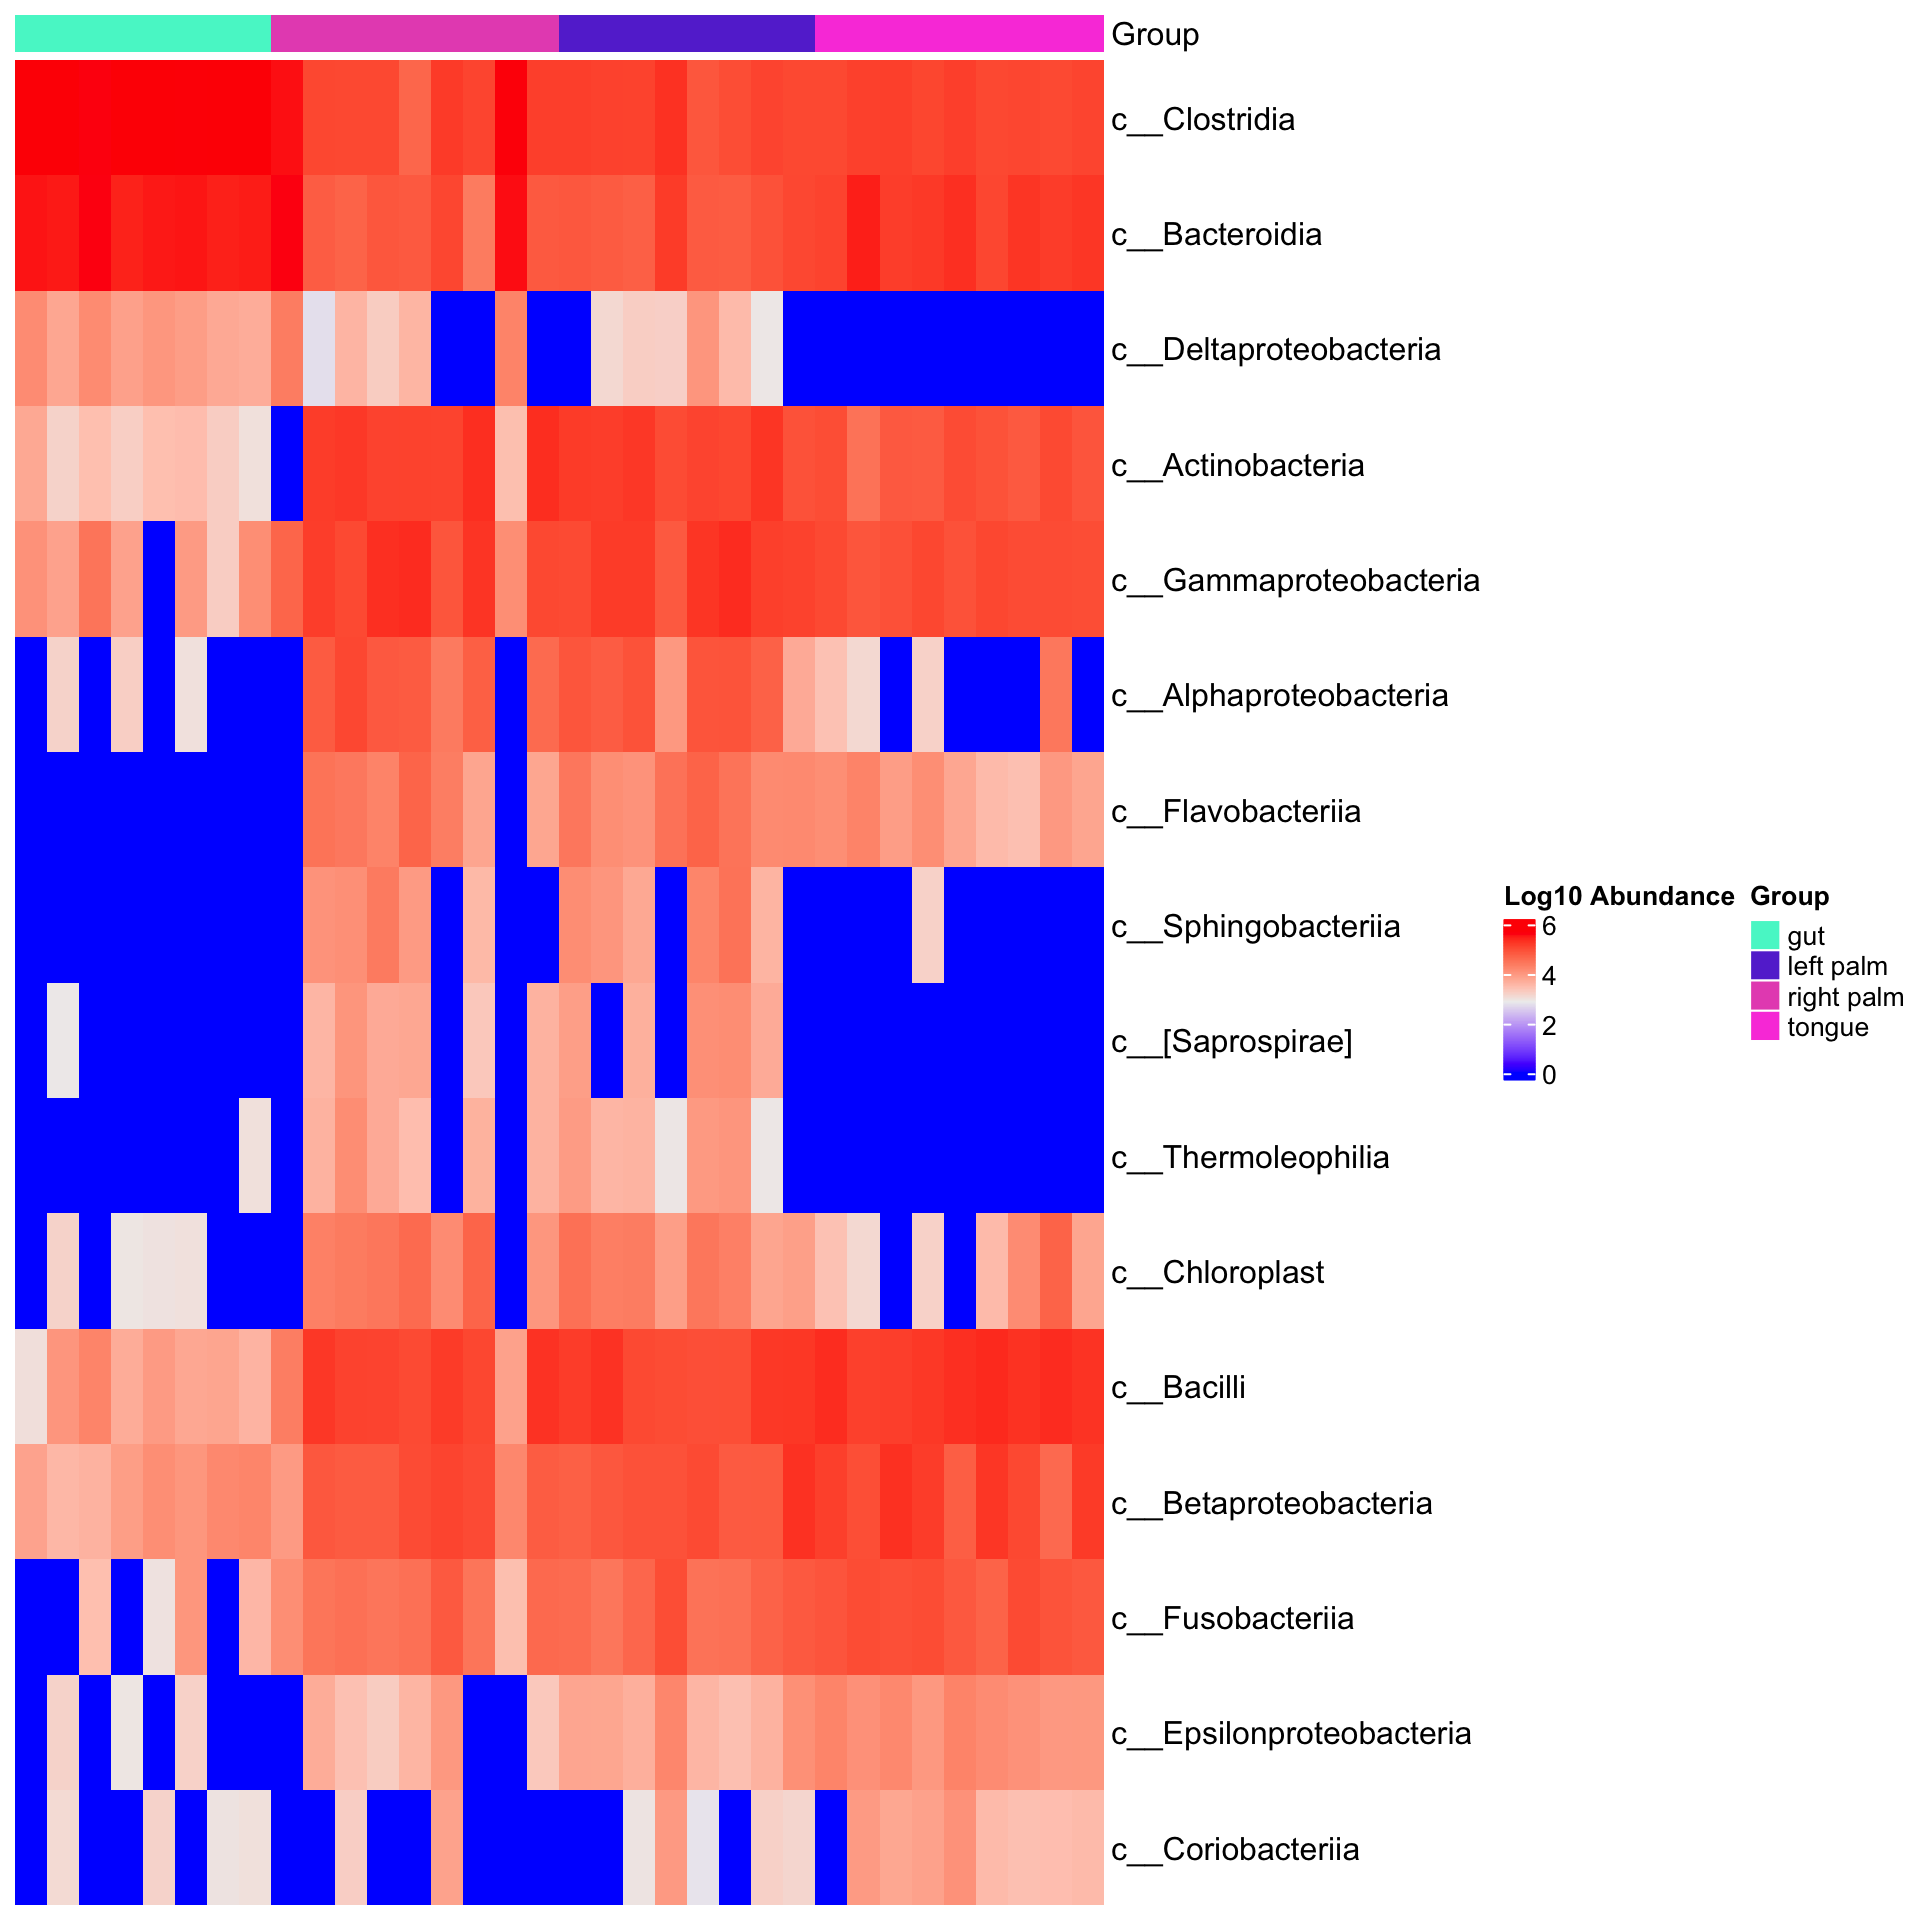 Group
c__Clostridia
c__Bacteroidia
c__Deltaproteobacteria
c__Actinobacteria
c__Gammaproteobacteria
c__Alphaproteobacteria
c__Flavobacteriia
c__Sphingobacteriia
c__[Saprospirae]
c__Thermoleophilia
c__Chloroplast
c__Bacilli
c__Betaproteobacteria
c__Fusobacteriia
c__Epsilonproteobacteria
c__Coriobacteriia
Log10 Abundance
6
4
2
0
Group
gut
left palm
right palm
tongue